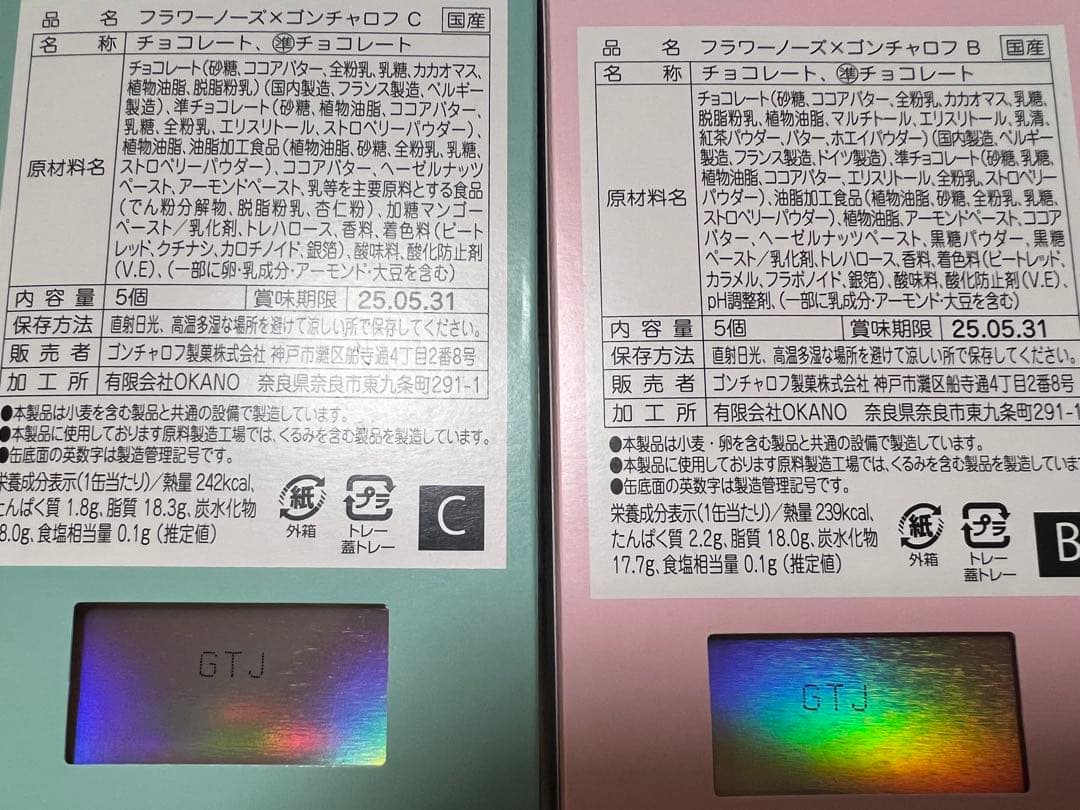 品名 フラワーノーズ×ゴンチャロフ C 国産
名称 チョコレート、準チョコレート
原材料名
チョコレート(砂糖、ココアバター、全粉乳、乳糖、カカオマス、
植物油脂、脱脂粉乳)(国内製造、フランス製造、ベルギー
製造)、準チョコレート(砂糖、植物油脂、ココアバター、
乳糖、全粉乳、エリスリトール、ストロベリーパウダー)、
植物油脂、油脂加工食品(植物油脂、砂糖、全粉乳、乳糖、
ストロベリーパウダー)、ココアバター、ヘーゼルナッツ
ペースト、アーモンドペースト、乳等を主要原料とする食品
(でん粉分解物、脱脂粉乳、杏仁粉)、加糖マンゴー
ペースト/乳化剤、トレハロース、香料、着色料(ビート
レッド、クチナシ、カロチノイド、銀箔)、酸味料、酸化防止剤
(V.E)、(一部に卵・乳成分・アーモンド・大豆を含む)
内容量 5個 賞味期限 25.05.31
保存方法 直射日光、高温多湿な場所を避けて涼しい所で保存してください。
販売者 ゴンチャロフ製菓株式会社 神戸市灘区船寺通4丁目2番8号
加工所 有限会社OKANO 奈良県奈良市東九条町291-1
●本製品は小麦を含む製品と共通の設備で製造しています。
●本製品に使用しております原料製造工場では、くるみを含む製品を製造しています。
●缶底面の英数字は製造管理記号です。
栄養成分表示(1缶当たり)/熱量 242kcal、
たんぱく質 1.8g、脂質 18.3g、炭水化物
8.0g、食塩相当量 0.1g(推定値)
紙 外箱
プラ トレー 蓋トレー
C
GTJ
品名 フラワーノーズ×ゴンチャロフ B 国産
名称 チョコレート、準チョコレート
原材料名
チョコレート(砂糖、ココアバター、全粉乳、カカオマス、乳糖、
脱脂粉乳、植物油脂、マルチトール、エリスリトール、乳清、
紅茶パウダー、バター、ホエイパウダー)(国内製造、ベルギー
製造、フランス製造、ドイツ製造)、準チョコレート(砂糖、乳糖、
植物油脂、ココアバター、エリスリトール、全粉乳、ストロベリー
パウダー)、油脂加工食品(植物油脂、砂糖、全粉乳、乳糖、
ストロベリーパウダー)、植物油脂、アーモンドペースト、ココア
バター、ヘーゼルナッツペースト、黒糖パウダー、黒糖
ペースト/乳化剤、トレハロース、香料、着色料(ビートレッド、
カラメル、フラボノイド、銀箔)、酸味料、酸化防止剤(V.E)、
pH調整剤、(一部に乳成分・アーモンド・大豆を含む)
内容量 5個 賞味期限 25.05.31
保存方法 直射日光、高温多湿な場所を避けて涼しい所で保存してください。
販売者 ゴンチャロフ製菓株式会社 神戸市灘区船寺通4丁目2番8号
加工所 有限会社OKANO 奈良県奈良市東九条町291-1
●本製品は小麦・卵を含む製品と共通の設備で製造しています。
●本製品に使用しております原料製造工場では、くるみを含む製品を製造していま
●缶底面の英数字は製造管理記号です。
栄養成分表示(1缶当たり)/熱量 239kcal、
たんぱく質 2.2g、脂質 18.0g、炭水化物
17.7g、食塩相当量 0.1g(推定値)
紙 外箱
プラ トレー 蓋トレー
B
GTJ